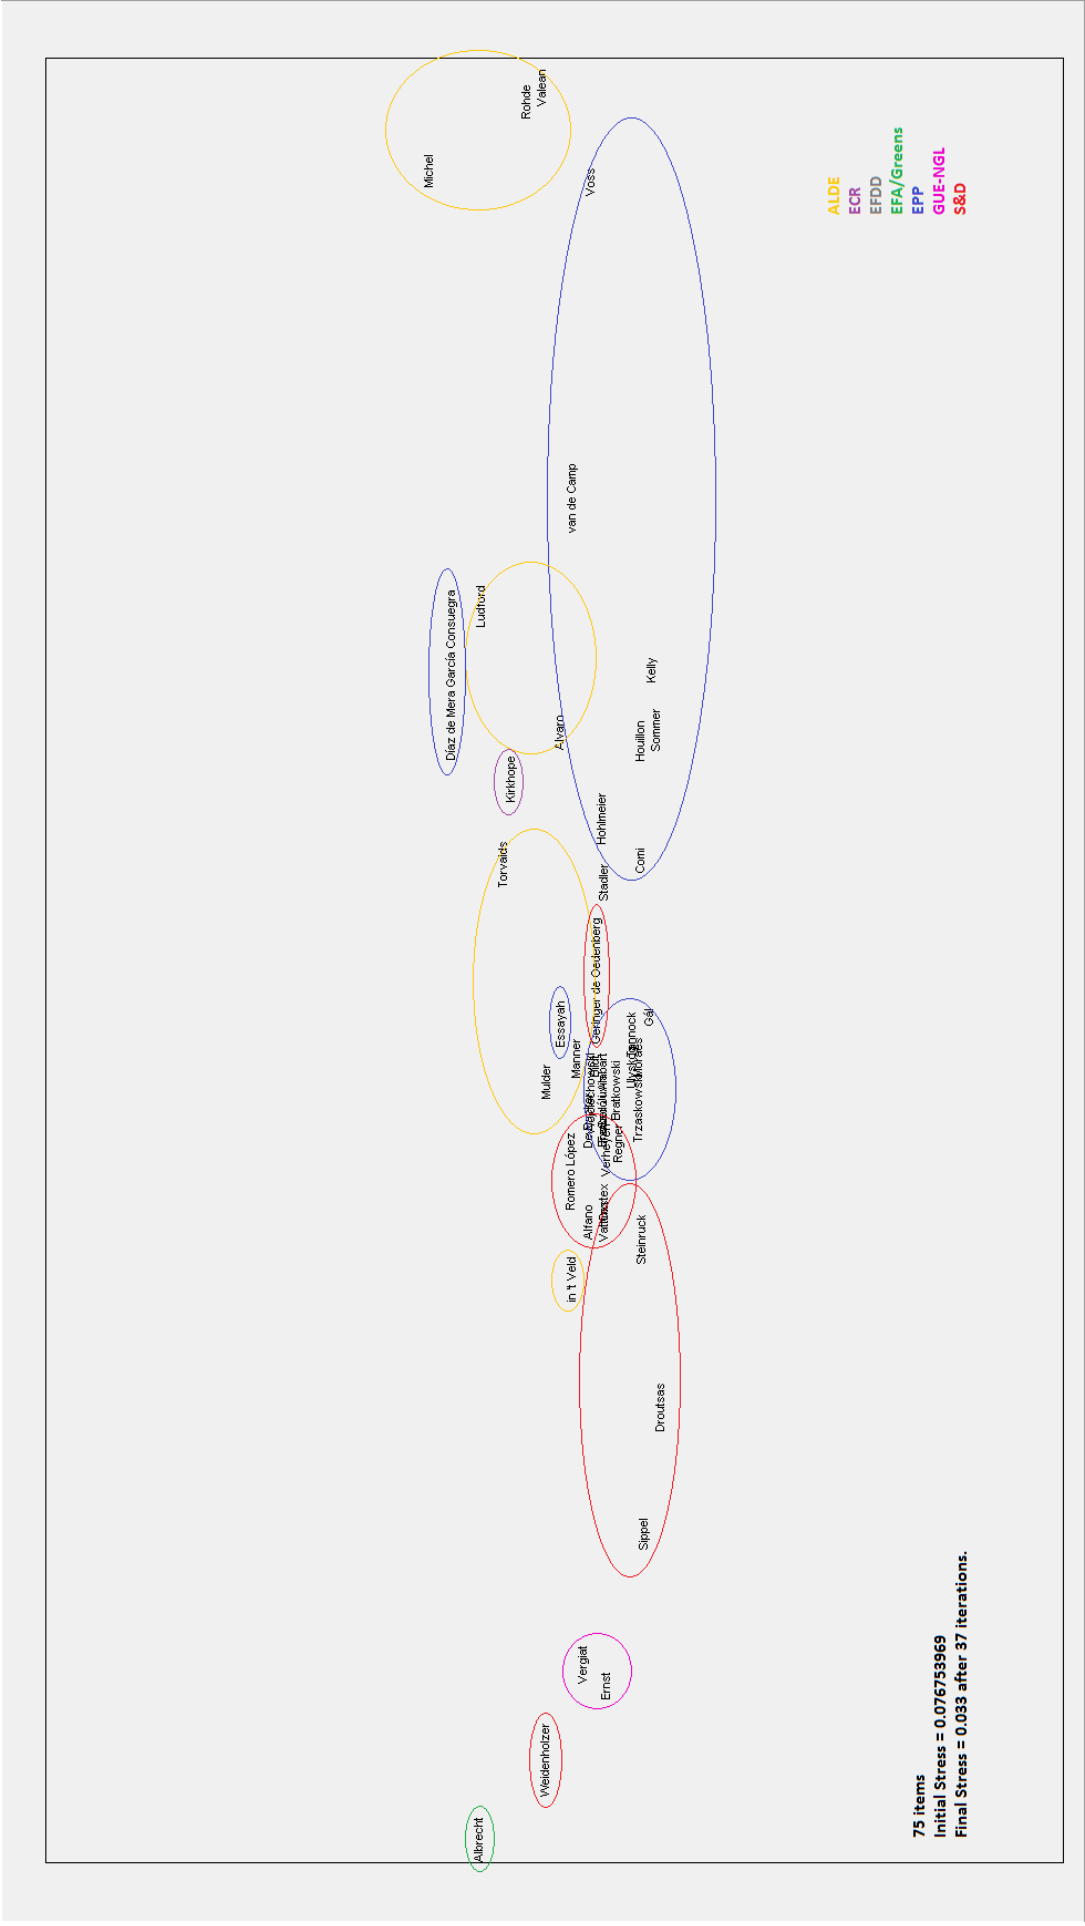 Albrecht
Weidenholzer
Vergiat
Ernst
Sippel
Droutsas
in 't Veld
Steinruck
Alfano
Romero López
Verheyen
Regner
Bratkowski
Trzaskowski
Moraes
Gál
Mulder
Manner
Essayah
Geringer de Oedenberg
Stadler
Torvalds
Comi
Hohlmeier
Kirkhope
Houillon
Sommer
Alvaro
Díaz de Mera García Consuegra
Kelly
Ludford
van de Camp
Voss
Michel
Rohde
Valean
ALDE
ECR
EFDD
EFA/Greens
EPP
GUE-NGL
S&D
75 items
Initial Stress = 0.076753969
Final Stress = 0.033 after 37 iterations.